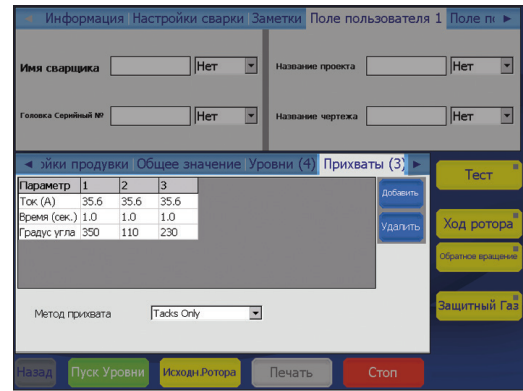 Информация Настройки сварки Заметки Поле пользователя 1 Поле
Имя сварщика Нет Название проекта Нет
Головка Серийный № Нет Название чертежа Нет
ойки продувки Общее значение Уровни (4) Прихваты (3)
Параметр 1 2 3
Ток (А) 35.6 35.6 35.6
Время (сек.) 1.0 1.0 1.0
Градус угла 350 110 230
Добавить
Удалить
Метод прихвата Tacks Only
Тест
Ход ротора
Обратное вращение
Защитный Газ
Назад Пуск Уровни Исходн.Ротора Печать Стоп